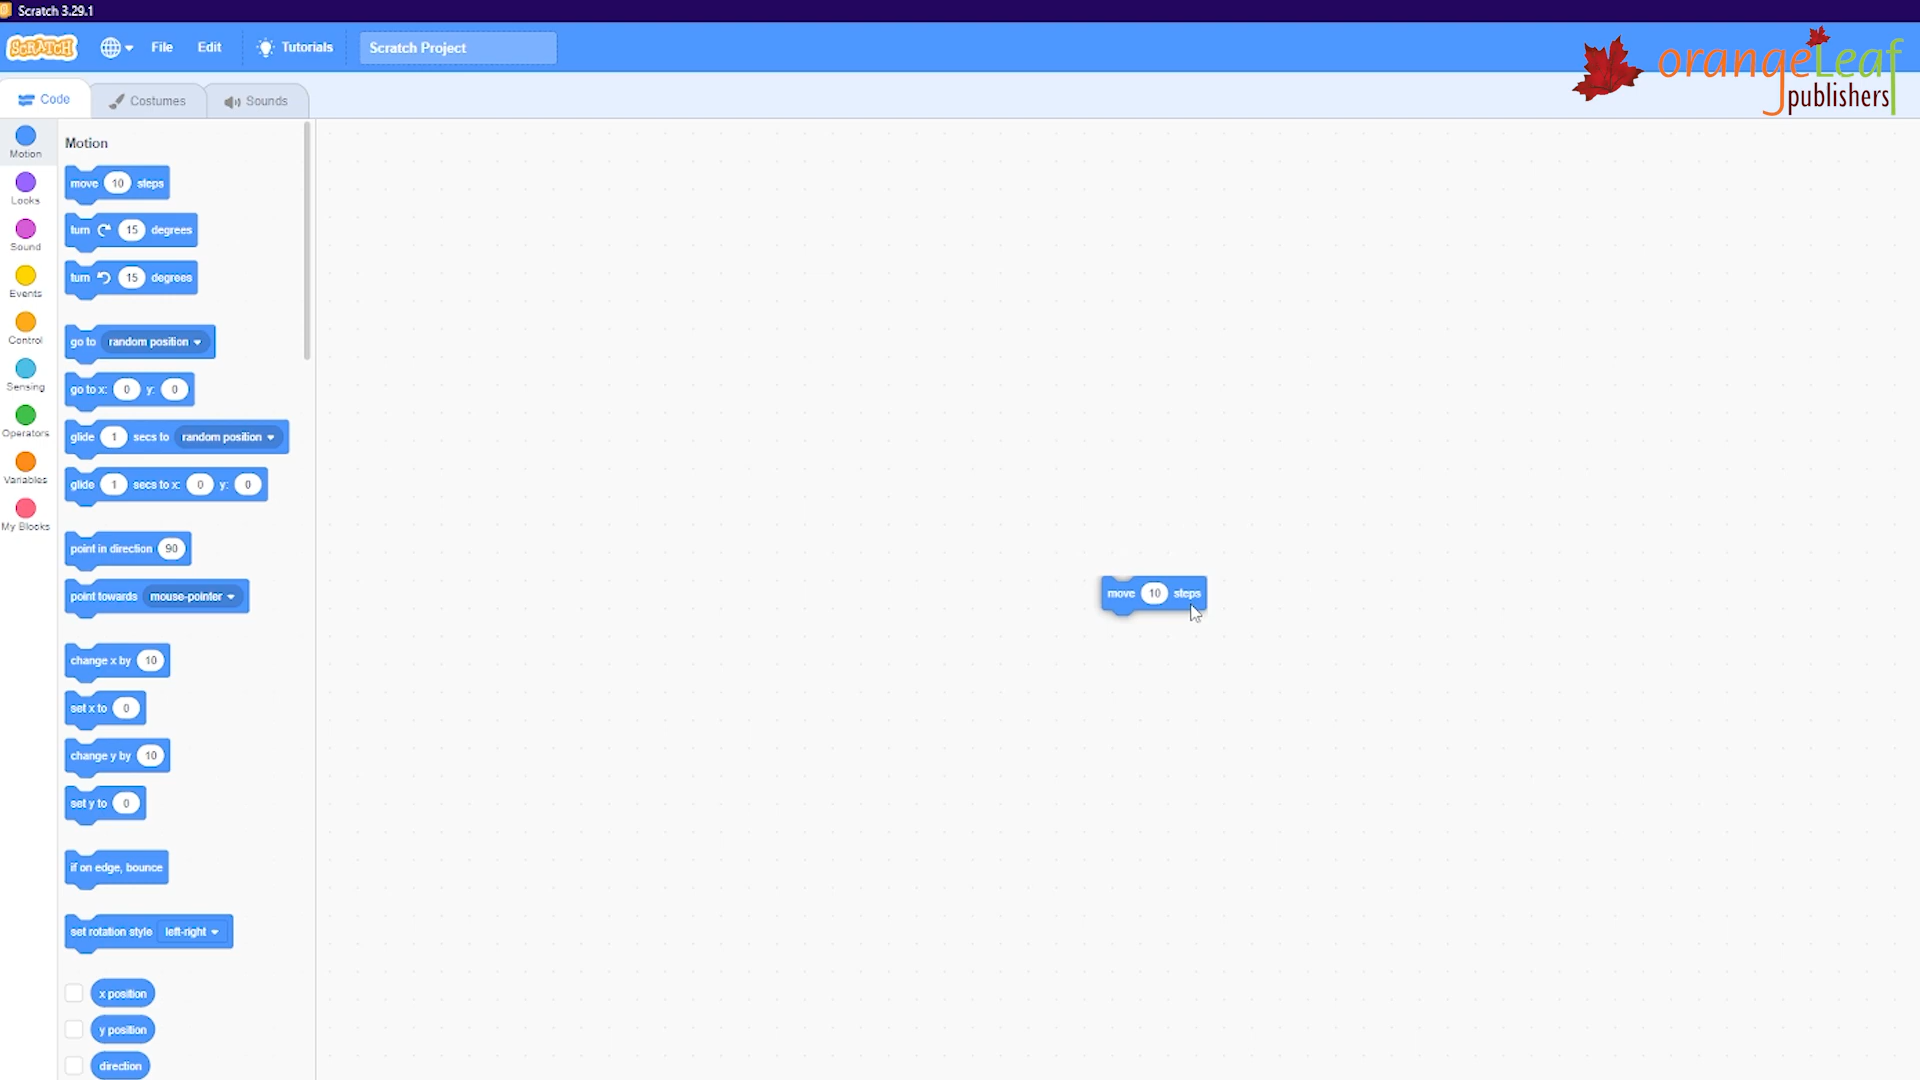 Scratch 3.29.1
SCRATCH
File
Edit
Tutorials
Scratch Project
orangeLeaf
publishers
Code
Costumes
Sounds
Motion
Looks
Sound
Events
Control
Sensing
Operators
Variables
My Blocks
Motion
move 10 steps
turn 15 degrees
turn 15 degrees
go to random position
go to x: 0 y: 0
glide 1 secs to random position
glide 1 secs to x: 0 y: 0
point in direction 90
point towards mouse-pointer
change x by 10
set x to 0
change y by 10
set y to 0
if on edge, bounce
set rotation style left-right
x position
y position
direction
move 10 steps